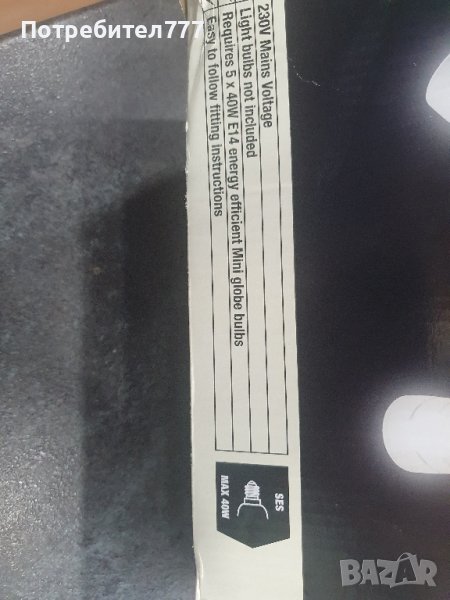 Потребител777
230V Mains Voltage
Light bulbs not included
Requires 5 x 40W E14 energy efficient Mini globe bulbs
Easy to follow fitting instructions
SES
MAX 40W
BAZAR